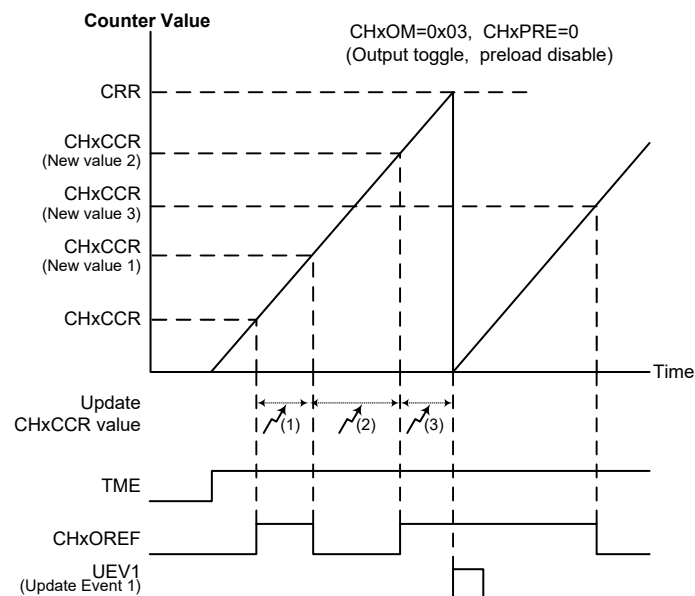 Counter Value
CHxOM=0x03, CHxPRE=0
(Output toggle, preload disable)
CRR
CHxCCR
(New value 2)
CHxCCR
(New value 3)
CHxCCR
(New value 1)
CHxCCR
Time
Update
CHxCCR value
(1)
(2)
(3)
TME
CHxOREF
UEV1
(Update Event 1)